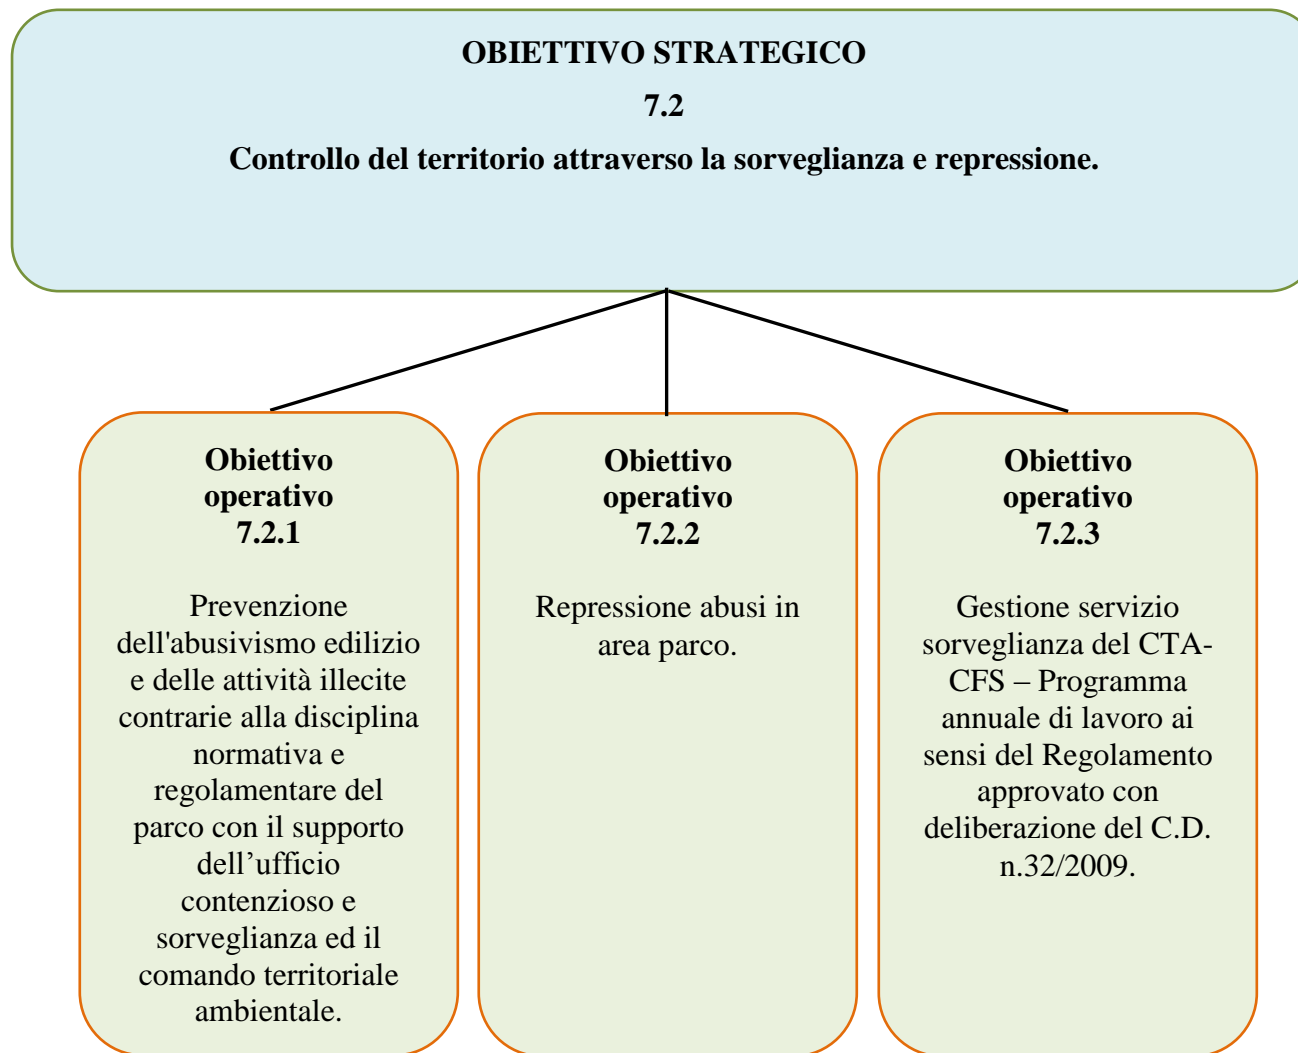 OBIETTIVO STRATEGICO
7.2
Controllo del territorio attraverso la sorveglianza e repressione.
Obiettivo
operativo
7.2.1
Prevenzione
dell'abusivismo edilizio
e delle attività illecite
contrarie alla disciplina
normativa e
regolamentare del
parco con il supporto
dell’ufficio
contenzioso e
sorveglianza ed il
comando territoriale
ambientale.
Obiettivo
operativo
7.2.2
Repressione abusi in
area parco.
Obiettivo
operativo
7.2.3
Gestione servizio
sorveglianza del CTA-
CFS – Programma
annuale di lavoro ai
sensi del Regolamento
approvato con
deliberazione del C.D.
n.32/2009.